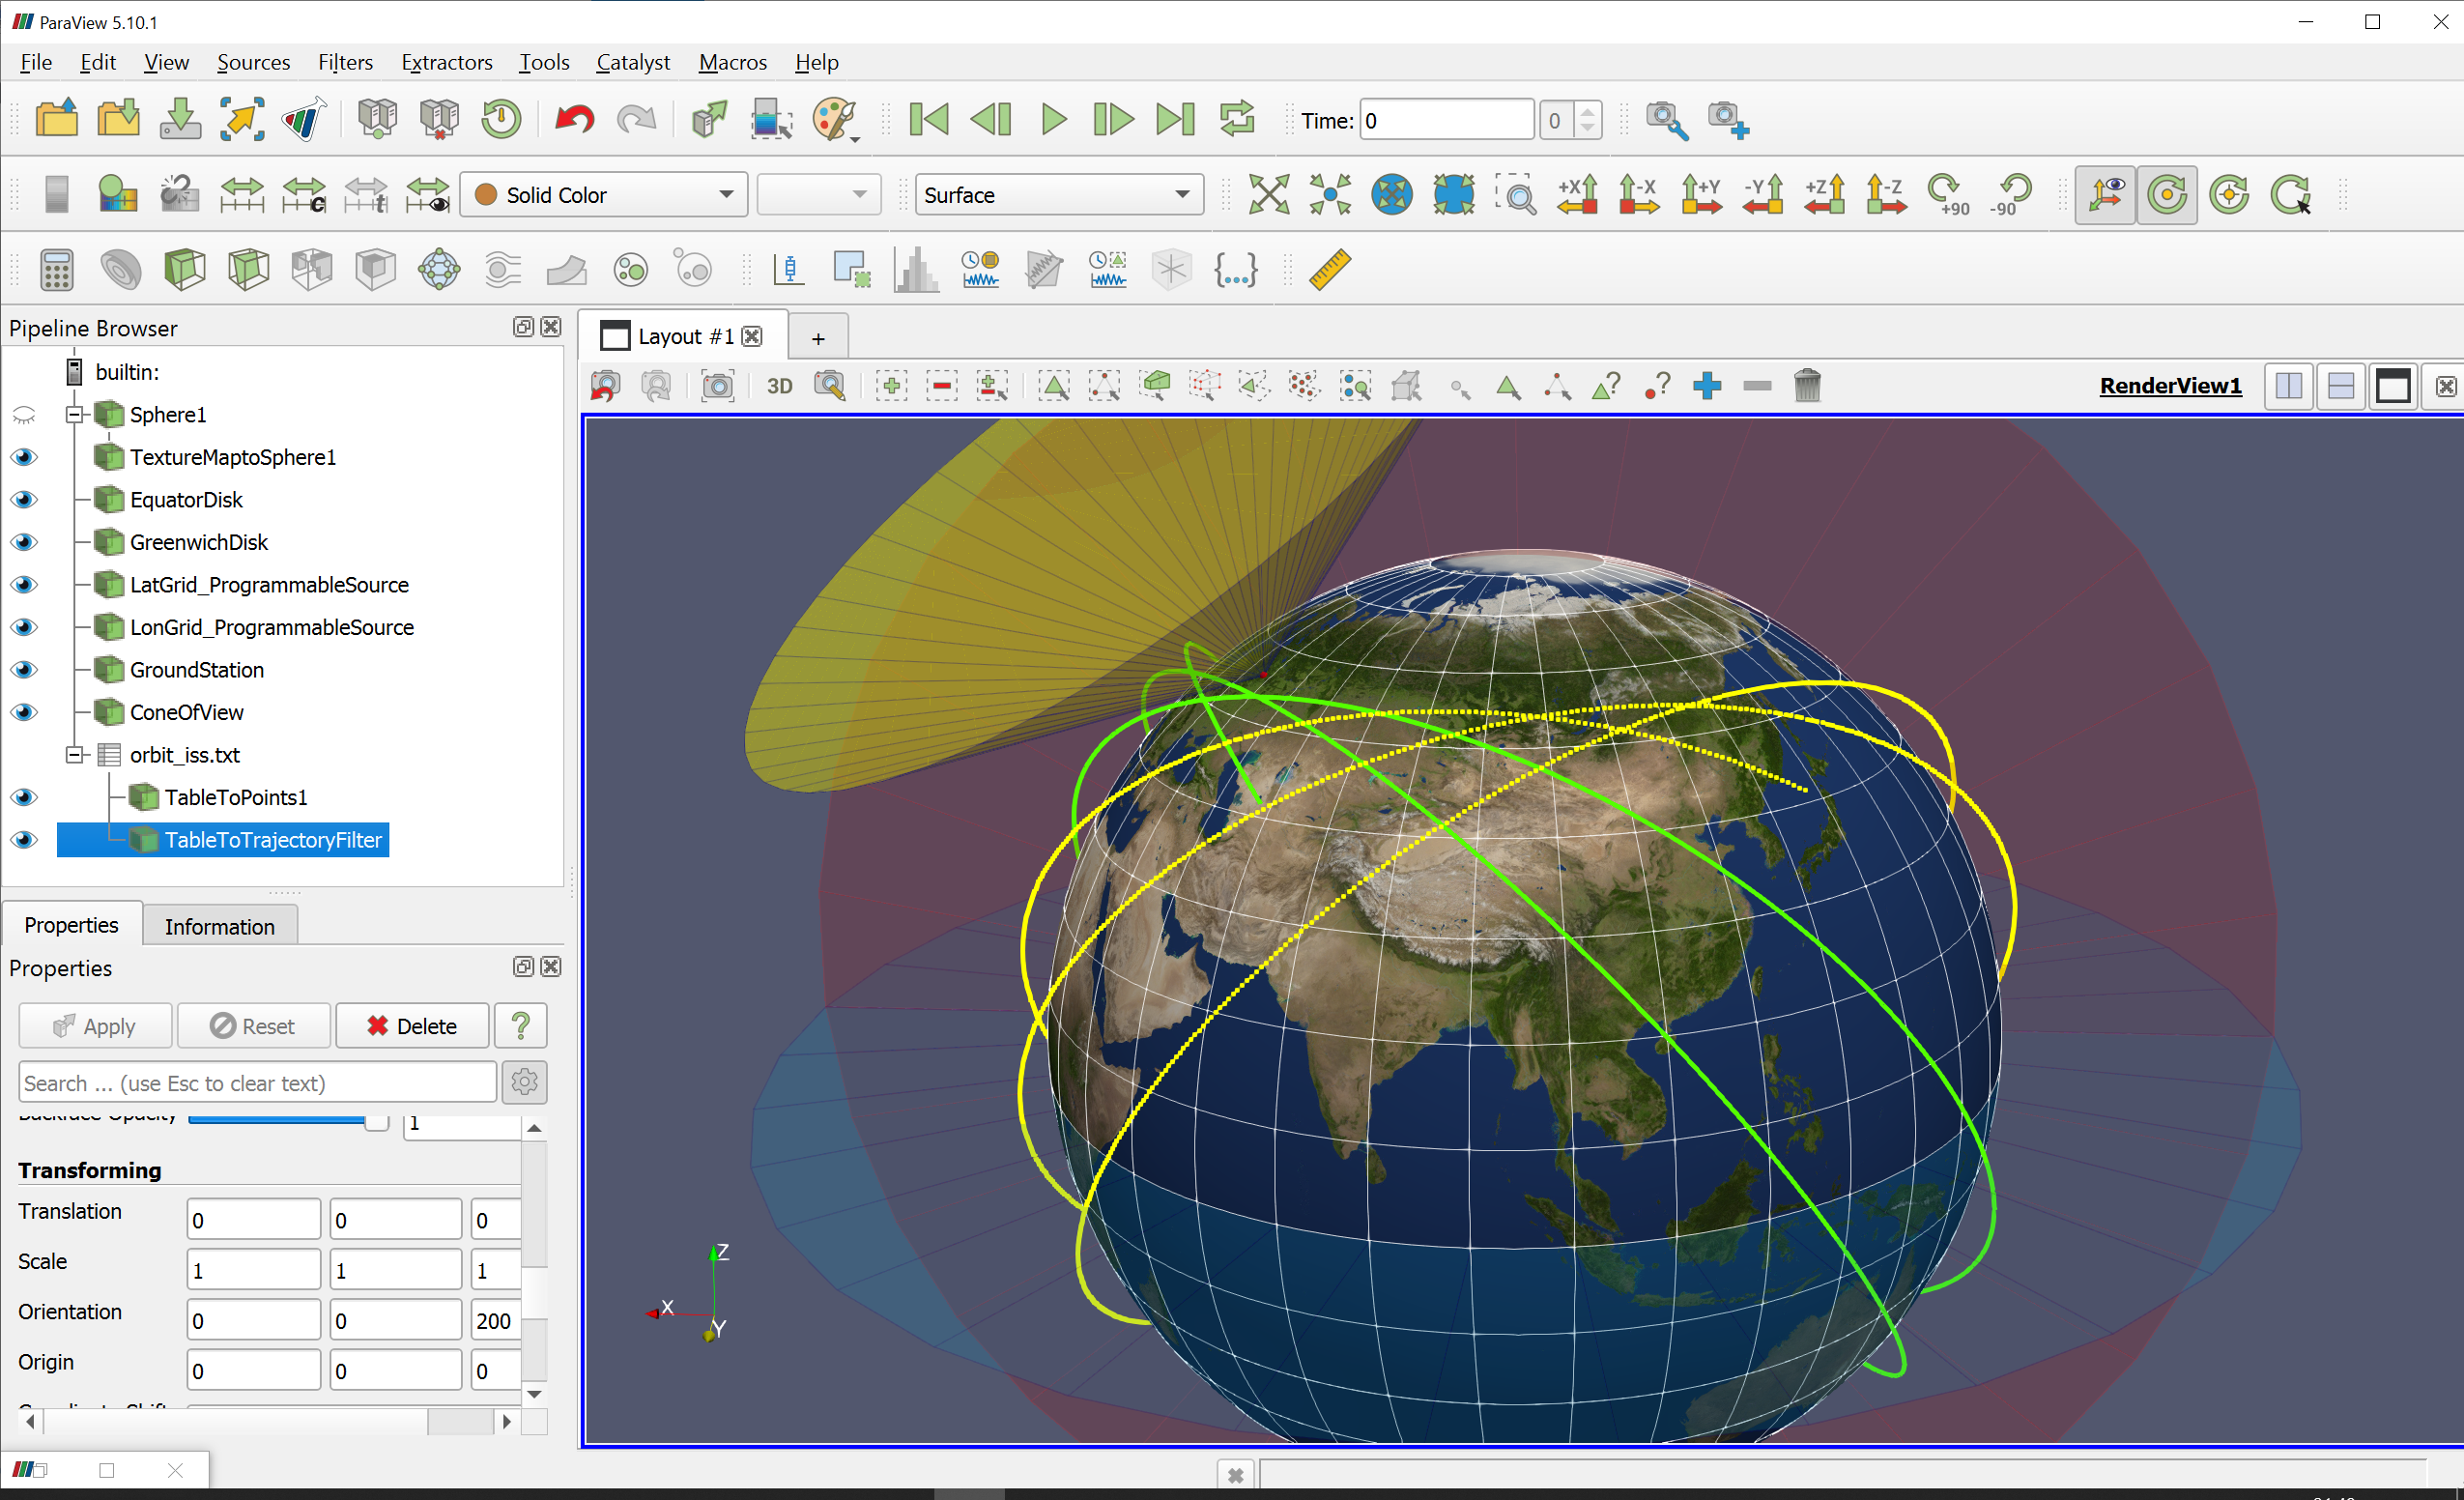 ParaView 5.10.1
File Edit View Sources Filters Extractors Tools Catalyst Macros Help
Time: 0 0
Solid Color Surface +X -X +Y -Y +Z -Z +90 -90
Pipeline Browser
Layout #1 +
3D RenderView1
builtin:
Sphere1
TextureMaptoSphere1
EquatorDisk
GreenwichDisk
LatGrid_ProgrammableSource
LonGrid_ProgrammableSource
GroundStation
ConeOfView
orbit_iss.txt
TableToPoints1
TableToTrajectoryFilter
Properties Information
Properties
Apply Reset Delete ?
Search ... (use Esc to clear text)
Backface Opacity 1
Transforming
Translation 0 0 0
Scale 1 1 1
Orientation 0 0 200
Origin 0 0 0
Z
X
Y